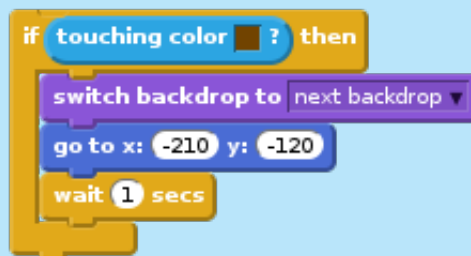 if touching color ? then
switch backdrop to next backdrop
go to x: -210 y: -120
wait 1 secs